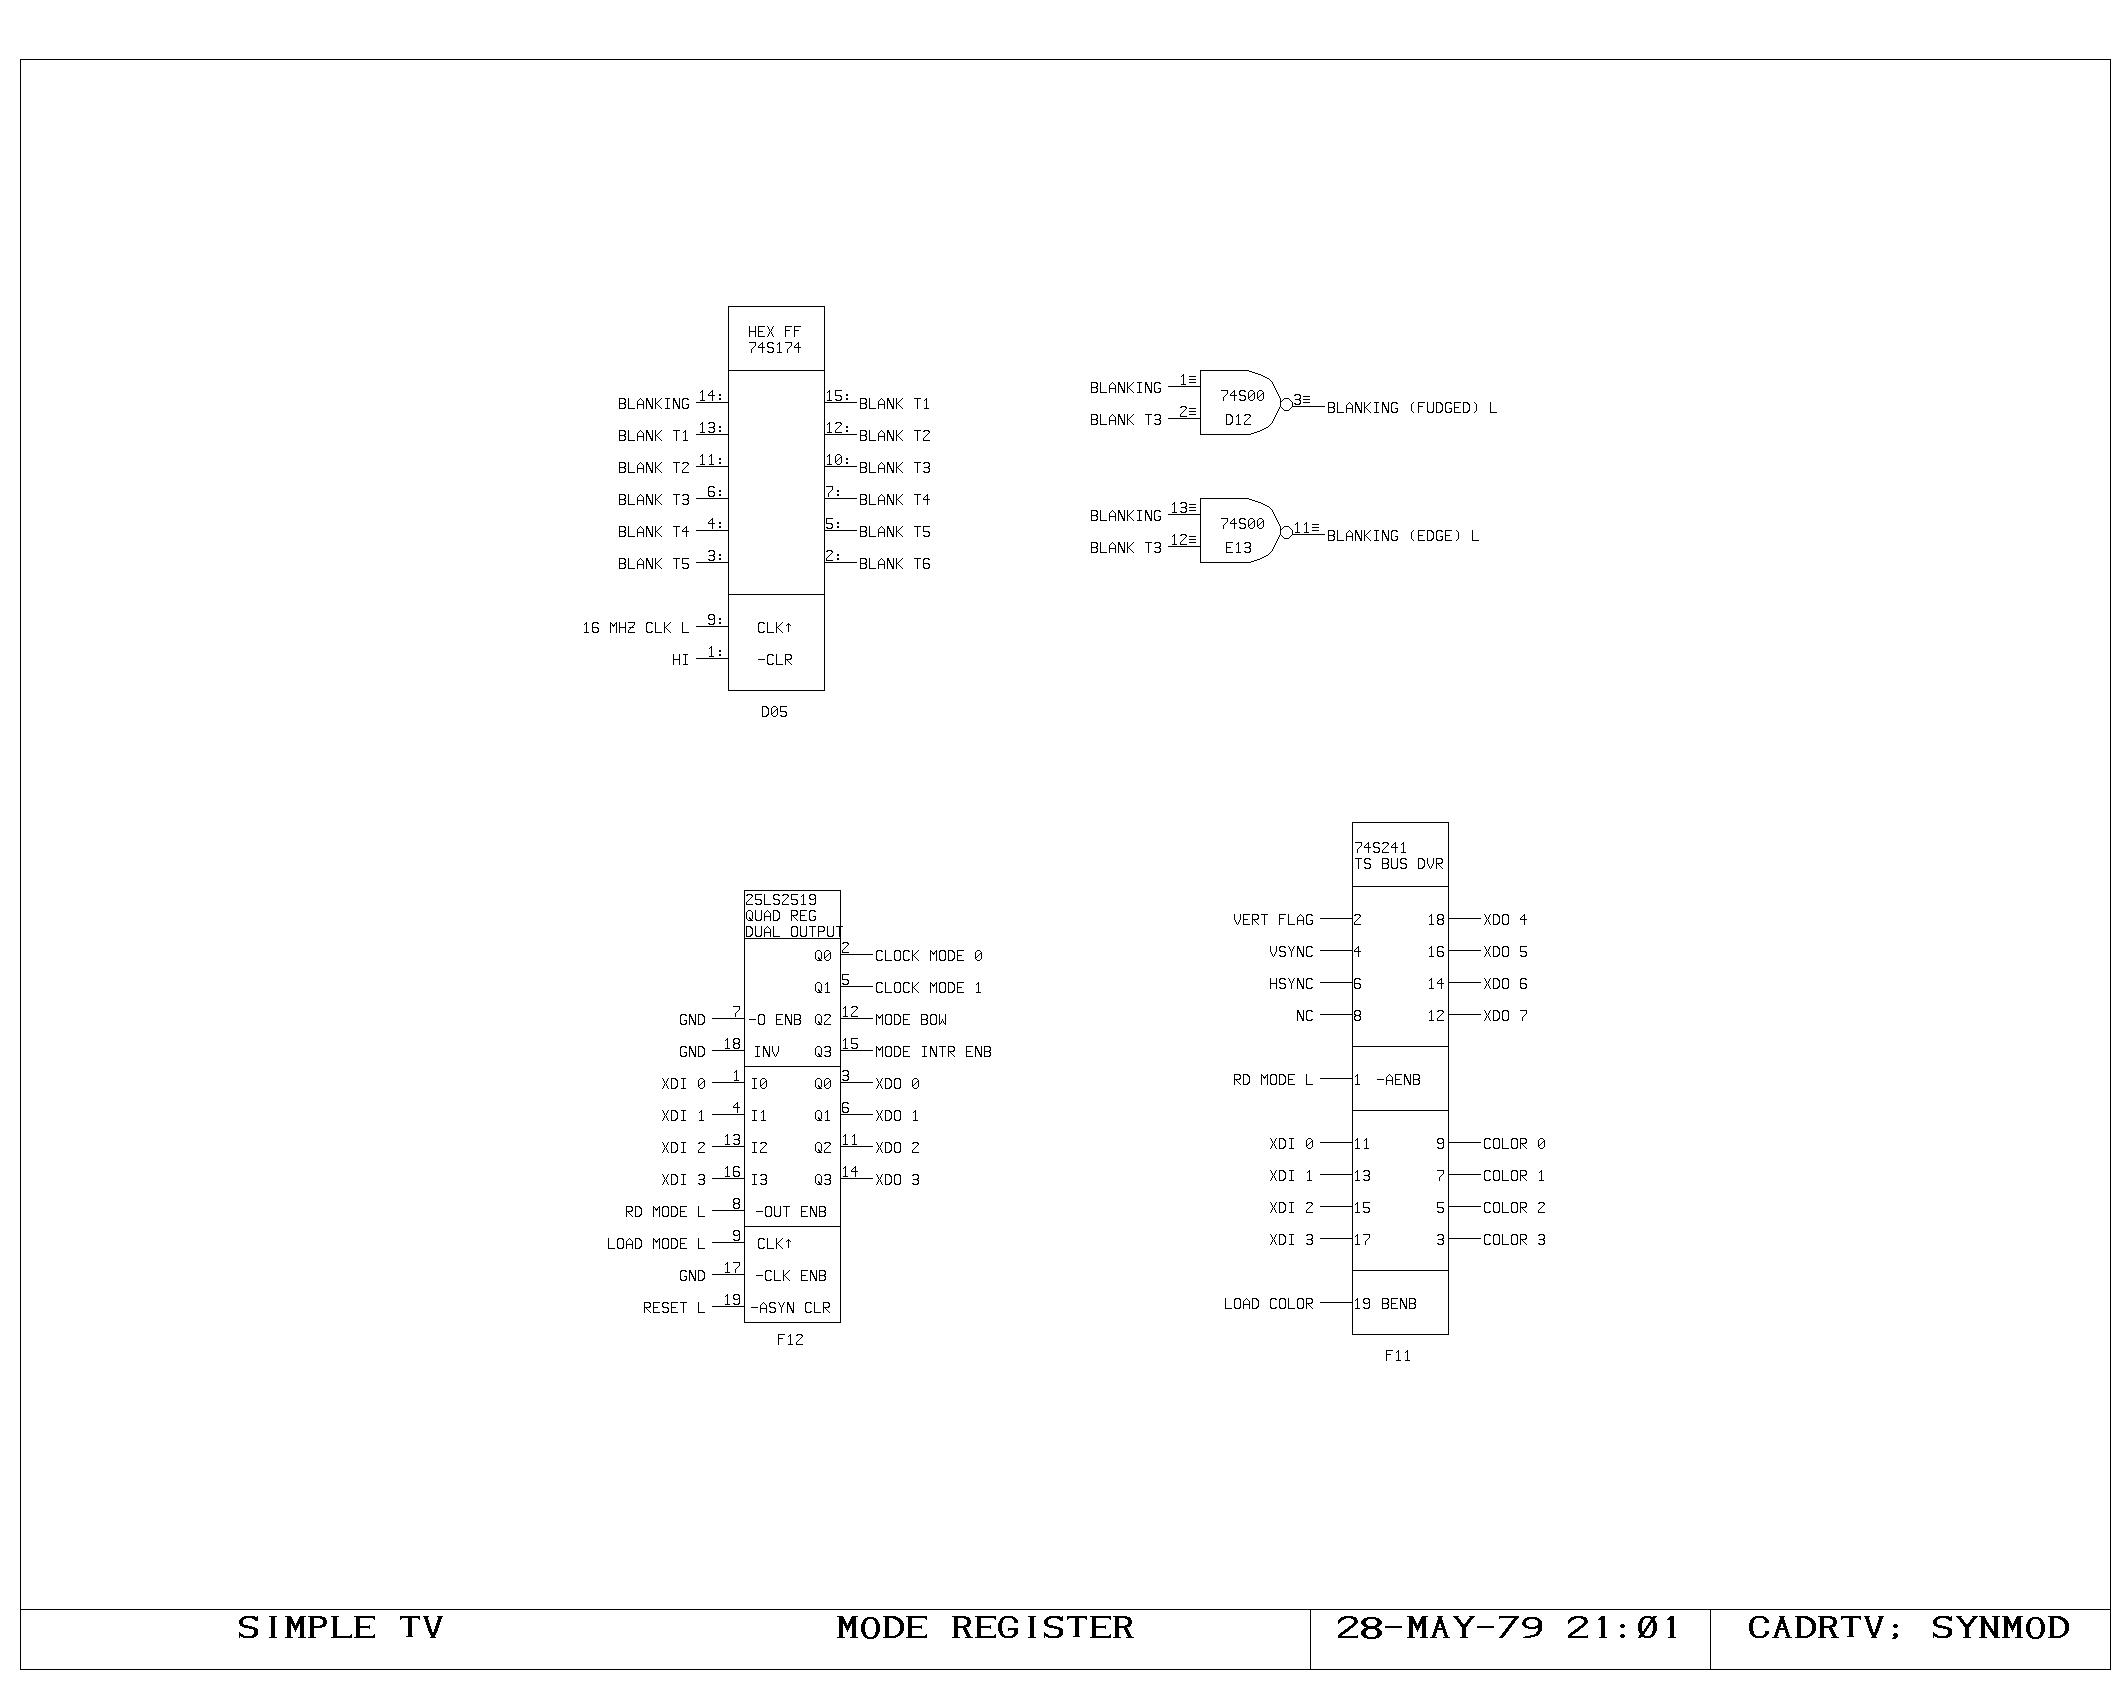 HEX FF
74S174
BLANKING 14: 15: BLANK T1
BLANK T1 13: 12: BLANK T2
BLANK T2 11: 10: BLANK T3
BLANK T3 6: 7: BLANK T4
BLANK T4 4: 5: BLANK T5
BLANK T5 3: 2: BLANK T6
16 MHZ CLK L 9: CLK↑
HI 1: -CLR
D05
BLANKING 1≡ 74S00 3≡ BLANKING (FUDGED) L
BLANK T3 2≡ D12
BLANKING 13≡ 74S00 11≡ BLANKING (EDGE) L
BLANK T3 12≡ E13
25LS2519
QUAD REG
DUAL OUTPUT
Q0 2 CLOCK MODE 0
Q1 5 CLOCK MODE 1
GND 7 -O ENB Q2 12 MODE BOW
GND 18 INV Q3 15 MODE INTR ENB
XDI 0 1 I0 Q0 3 XDO 0
XDI 1 4 I1 Q1 6 XDO 1
XDI 2 13 I2 Q2 11 XDO 2
XDI 3 16 I3 Q3 14 XDO 3
RD MODE L 8 -OUT ENB
LOAD MODE L 9 CLK↑
GND 17 -CLK ENB
RESET L 19 -ASYN CLR
F12
74S241
TS BUS DVR
VERT FLAG 2 18 XDO 4
VSYNC 4 16 XDO 5
HSYNC 6 14 XDO 6
NC 8 12 XDO 7
RD MODE L 1 -AENB
XDI 0 11 9 COLOR 0
XDI 1 13 7 COLOR 1
XDI 2 15 5 COLOR 2
XDI 3 17 3 COLOR 3
LOAD COLOR 19 BENB
F11
SIMPLE TV MODE REGISTER 28-MAY-79 21:01 CADRTV; SYNMOD